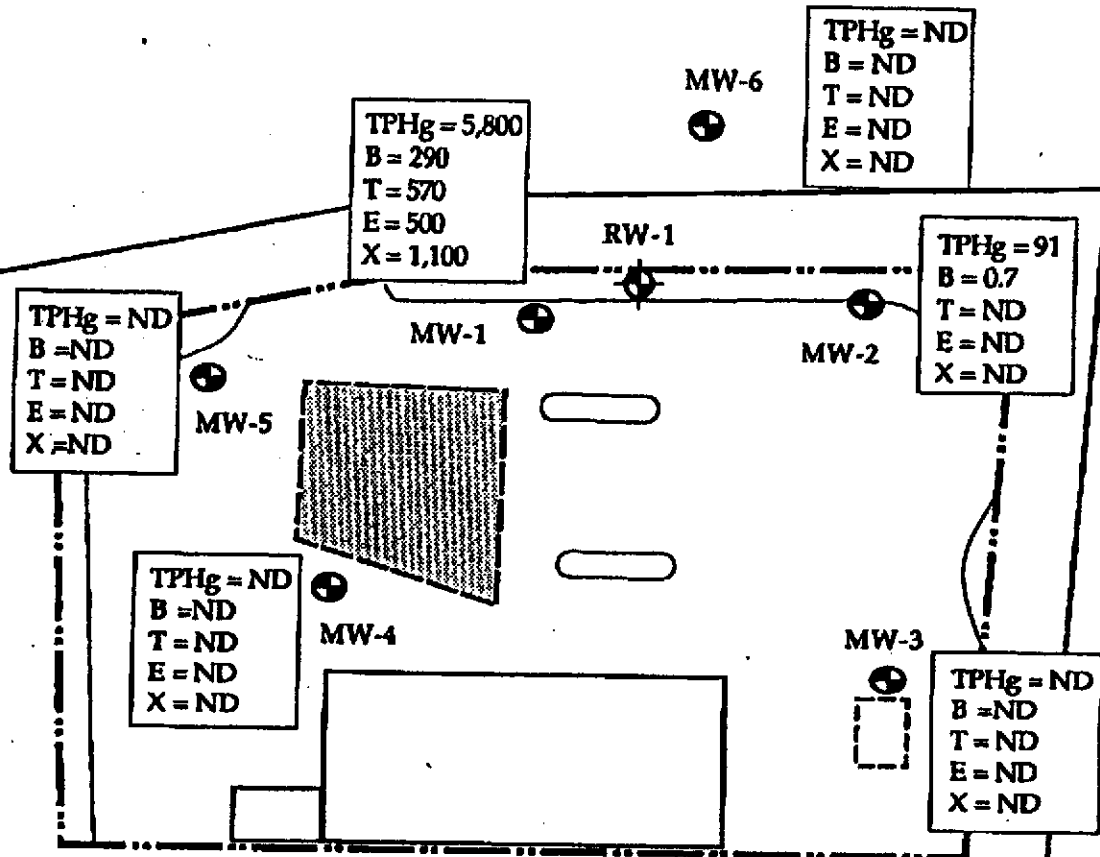 TPHg = ND
B = ND
T = ND
E = ND
X = ND
MW-6
TPHg = 5,800
B = 290
T = 570
E = 500
X = 1,100
RW-1
TPHg = 91
B = 0.7
T = ND
E = ND
X = ND
MW-1
MW-2
TPHg = ND
B =ND
T = ND
E = ND
X =ND
MW-5
TPHg = ND
B =ND
T = ND
E = ND
X = ND
MW-4
MW-3
TPHg = ND
B =ND
T = ND
E = ND
X = ND